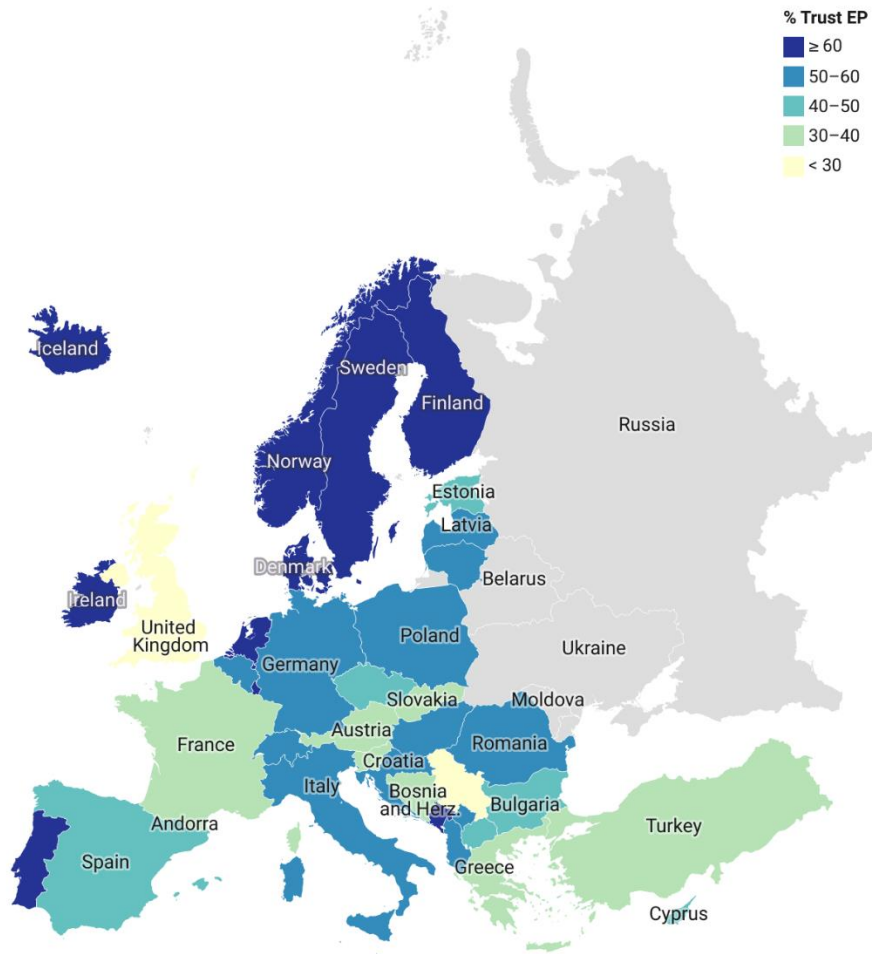 % Trust EP
≥ 60
50–60
40–50
30–40
< 30
Iceland
Sweden
Finland
Norway
Russia
Estonia
Latvia
Denmark
Belarus
Ireland
United
Kingdom
Poland
Germany
Ukraine
Slovakia
Moldova
Austria
France
Romania
Croatia
Italy
Bosnia
and Herz.
Bulgaria
Andorra
Turkey
Spain
Greece
Cyprus